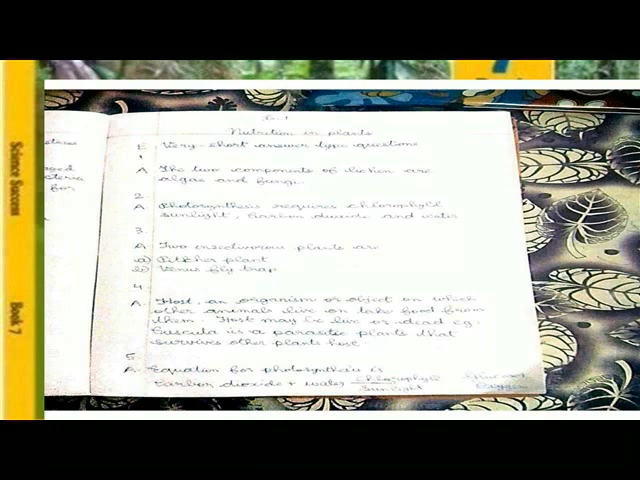 Science Success
Book 7
for
Nutrition in plants
E Very-short answer type questions
1
A The two components of lichen are
algae and fungi.
2
A Photosynthesis requires chlorophyll
sunlight, carbon dioxide and water
3
A Two insectivorous plants are
a) Pitcher plant
b) Venus fly trap
4
A. Host, an organism or object on which
other animals live on take food from
them. Host may be live or dead eg.
Cuscuta is a parasitic plants that
survives other plants host
5
A. Equation for photosynthesis is
Carbon dioxide + water chlorophyll
Sunlight
Oxygen